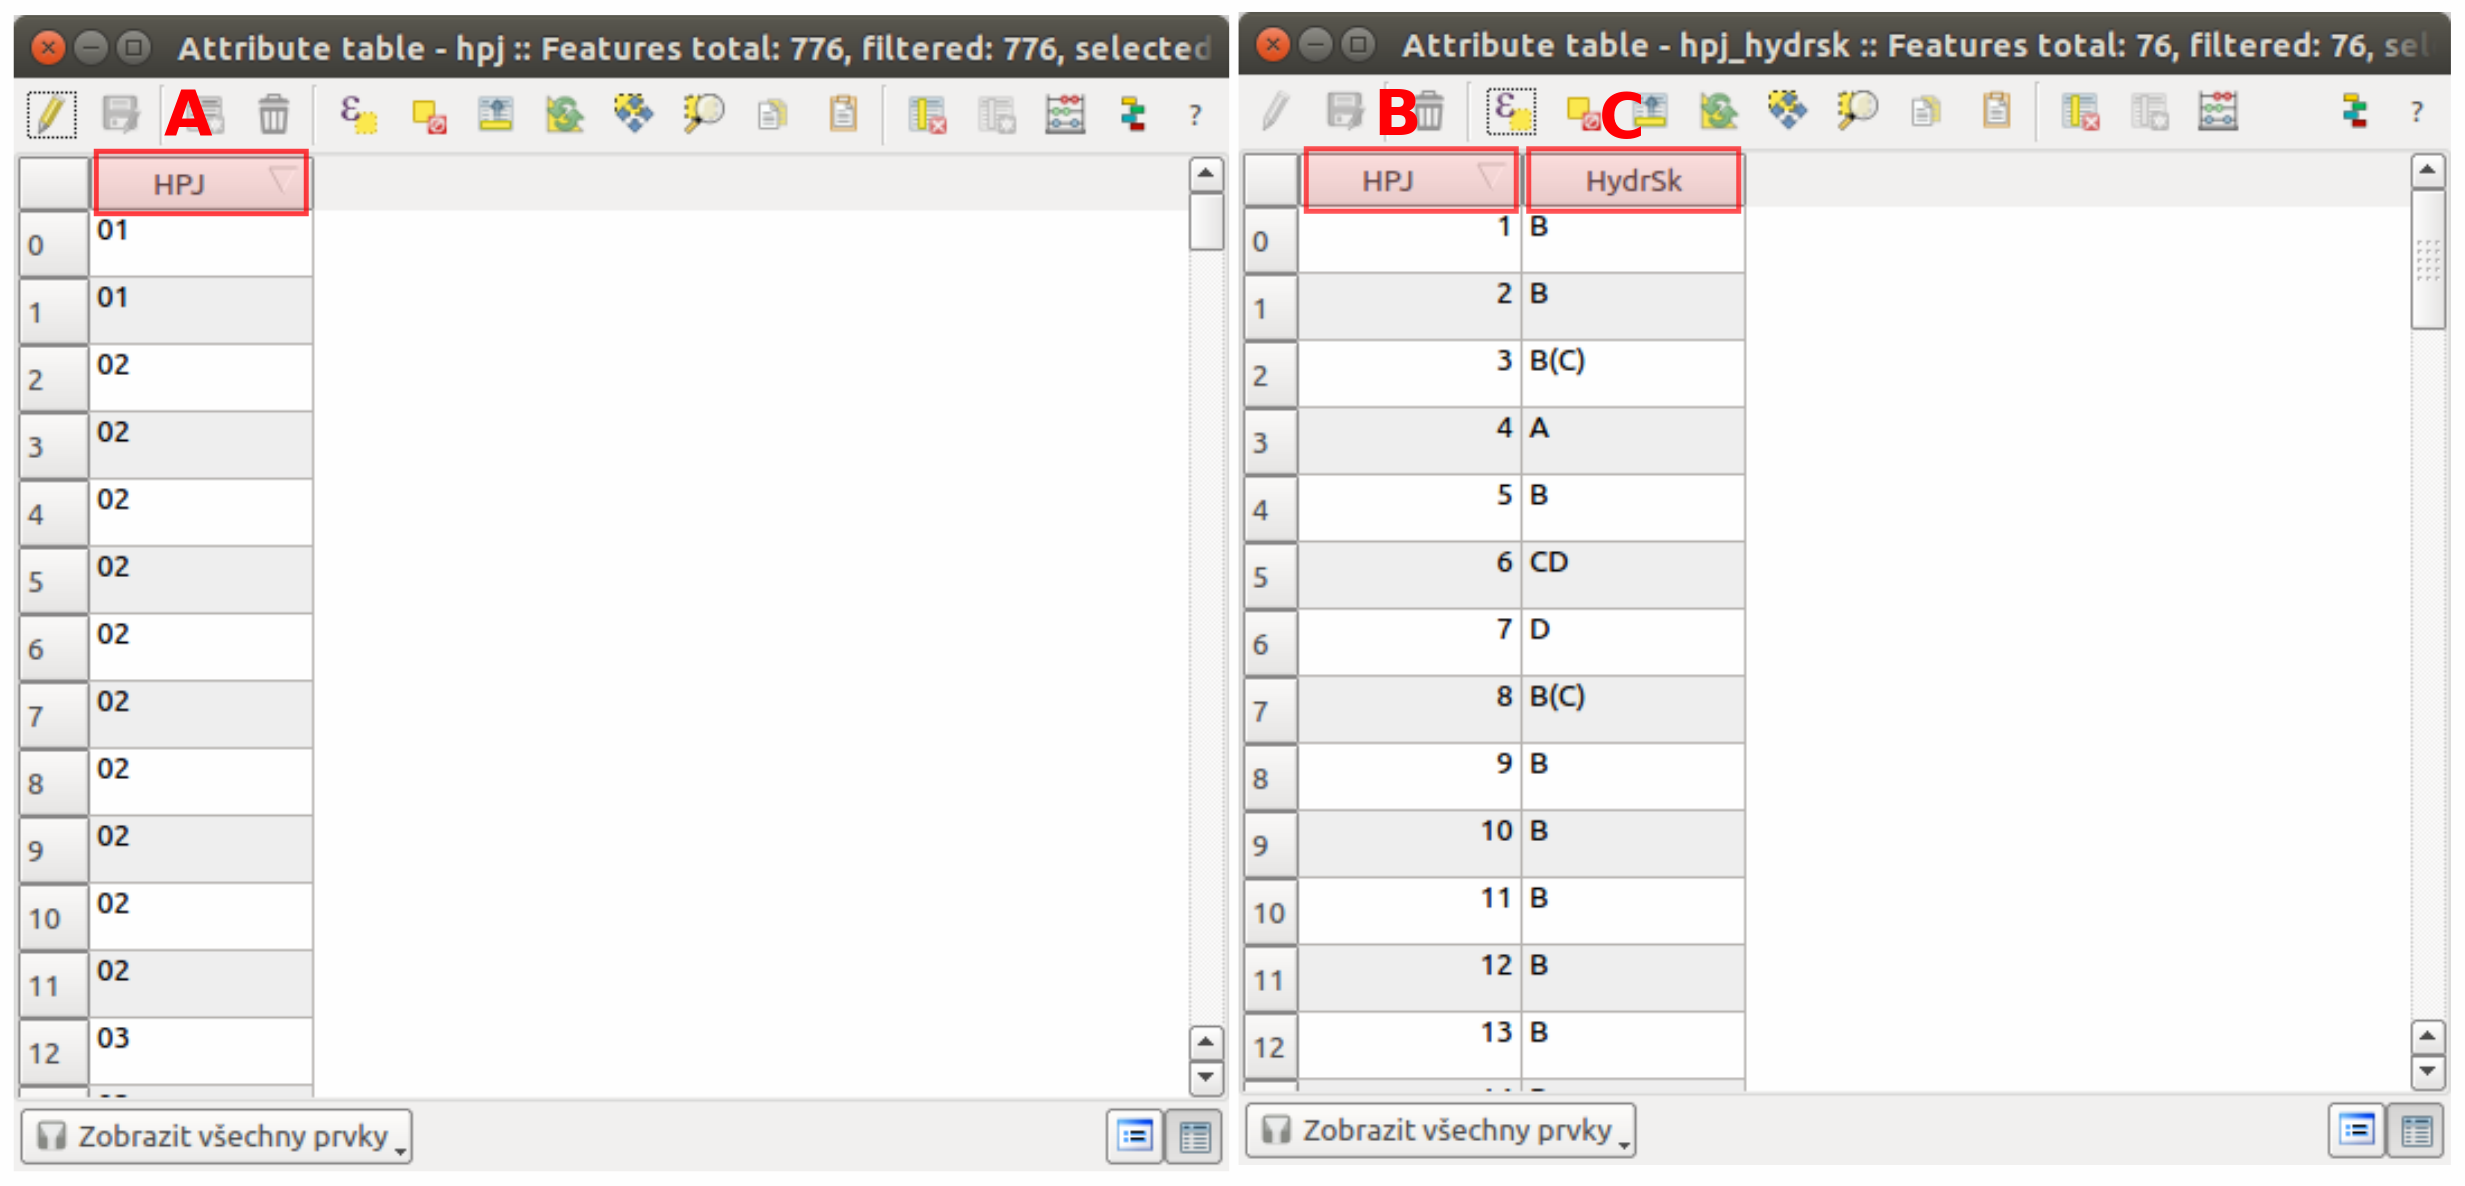 Attribute table - hpj :: Features total: 776, filtered: 776, selected
A
ε
?
HPJ
0 01
1 01
2 02
3 02
4 02
5 02
6 02
7 02
8 02
9 02
10 02
11 02
12 03
Zobrazit všechny prvky
Attribute table - hpj_hydrsk :: Features total: 76, filtered: 76, sel
B
ε
C
?
HPJ HydrSk
0 1 B
1 2 B
2 3 B(C)
3 4 A
4 5 B
5 6 CD
6 7 D
7 8 B(C)
8 9 B
9 10 B
10 11 B
11 12 B
12 13 B
Zobrazit všechny prvky